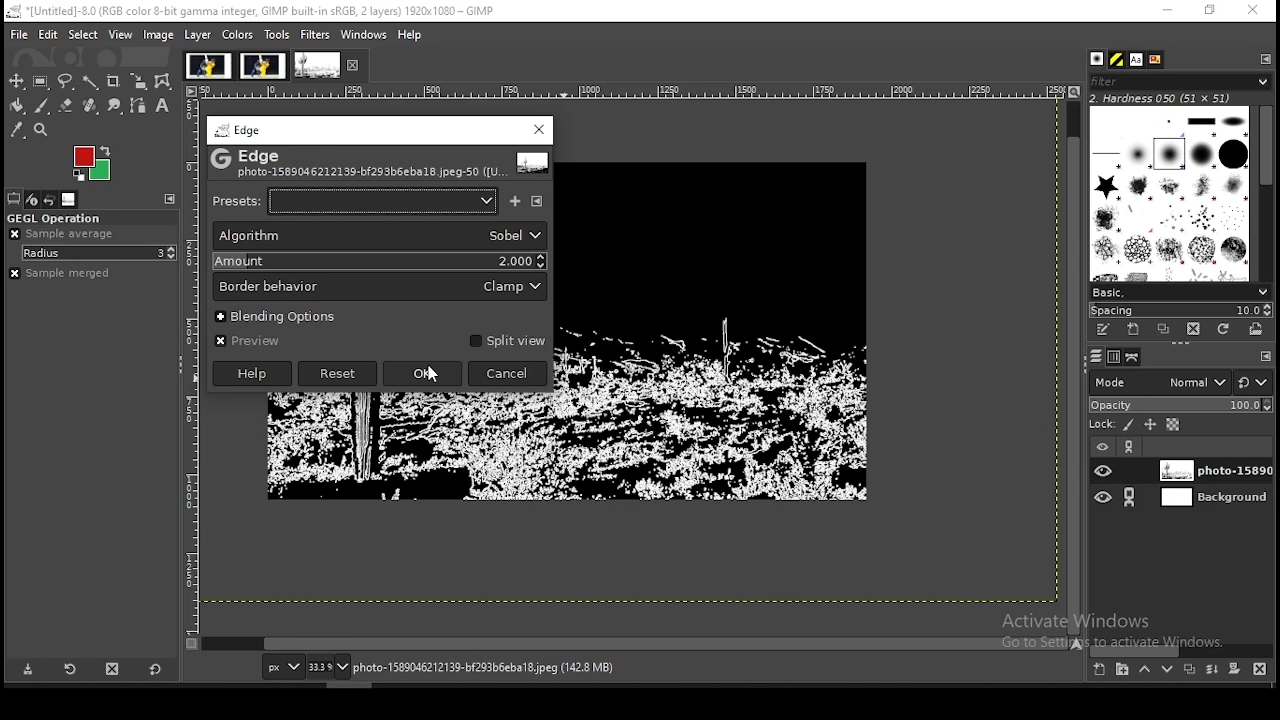 *[Untitled]-8.0 (RGB color 8-bit gamma integer, GIMP built-in sRGB, 2 layers) 1920x1080 – GIMP
File Edit Select View Image Layer Colors Tools Filters Windows Help
GEGL Operation
Sample average
Radius 3
Sample merged
Edge
Edge
photo-1589046212139-bf293b6eba18.jpeg-50 ([U...
Presets:
Algorithm Sobel
Amount 2.000
Border behavior Clamp
Blending Options
Preview Split view
Help Reset OK Cancel
filter
2. Hardness 050 (51 × 51)
Basic,
Spacing 10.0
Mode Normal
Opacity 100.0
Lock:
photo-15890
Background
Activate Windows
Go to Settings to activate Windows.
px 33.3 % photo-1589046212139-bf293b6eba18.jpeg (142.8 MB)